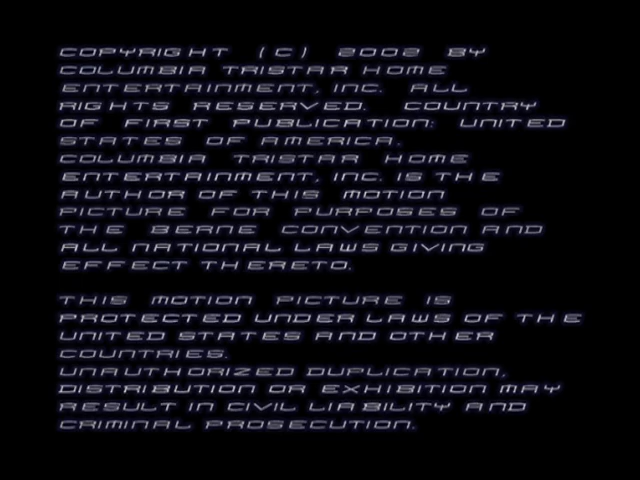 COPYRIGHT (C) 2002 BY
COLUMBIA TRISTAR HOME
ENTERTAINMENT, INC. ALL
RIGHTS RESERVED. COUNTRY
OF FIRST PUBLICATION: UNITED
STATES OF AMERICA.
COLUMBIA TRISTAR HOME
ENTERTAINMENT, INC. IS THE
AUTHOR OF THIS MOTION
PICTURE FOR PURPOSES OF
THE BERNE CONVENTION AND
ALL NATIONAL LAWS GIVING
EFFECT THERETO.
THIS MOTION PICTURE IS
PROTECTED UNDER LAWS OF THE
UNITED STATES AND OTHER
COUNTRIES.
UNAUTHORIZED DUPLICATION,
DISTRIBUTION OR EXHIBITION MAY
RESULT IN CIVIL LIABILITY AND
CRIMINAL PROSECUTION.